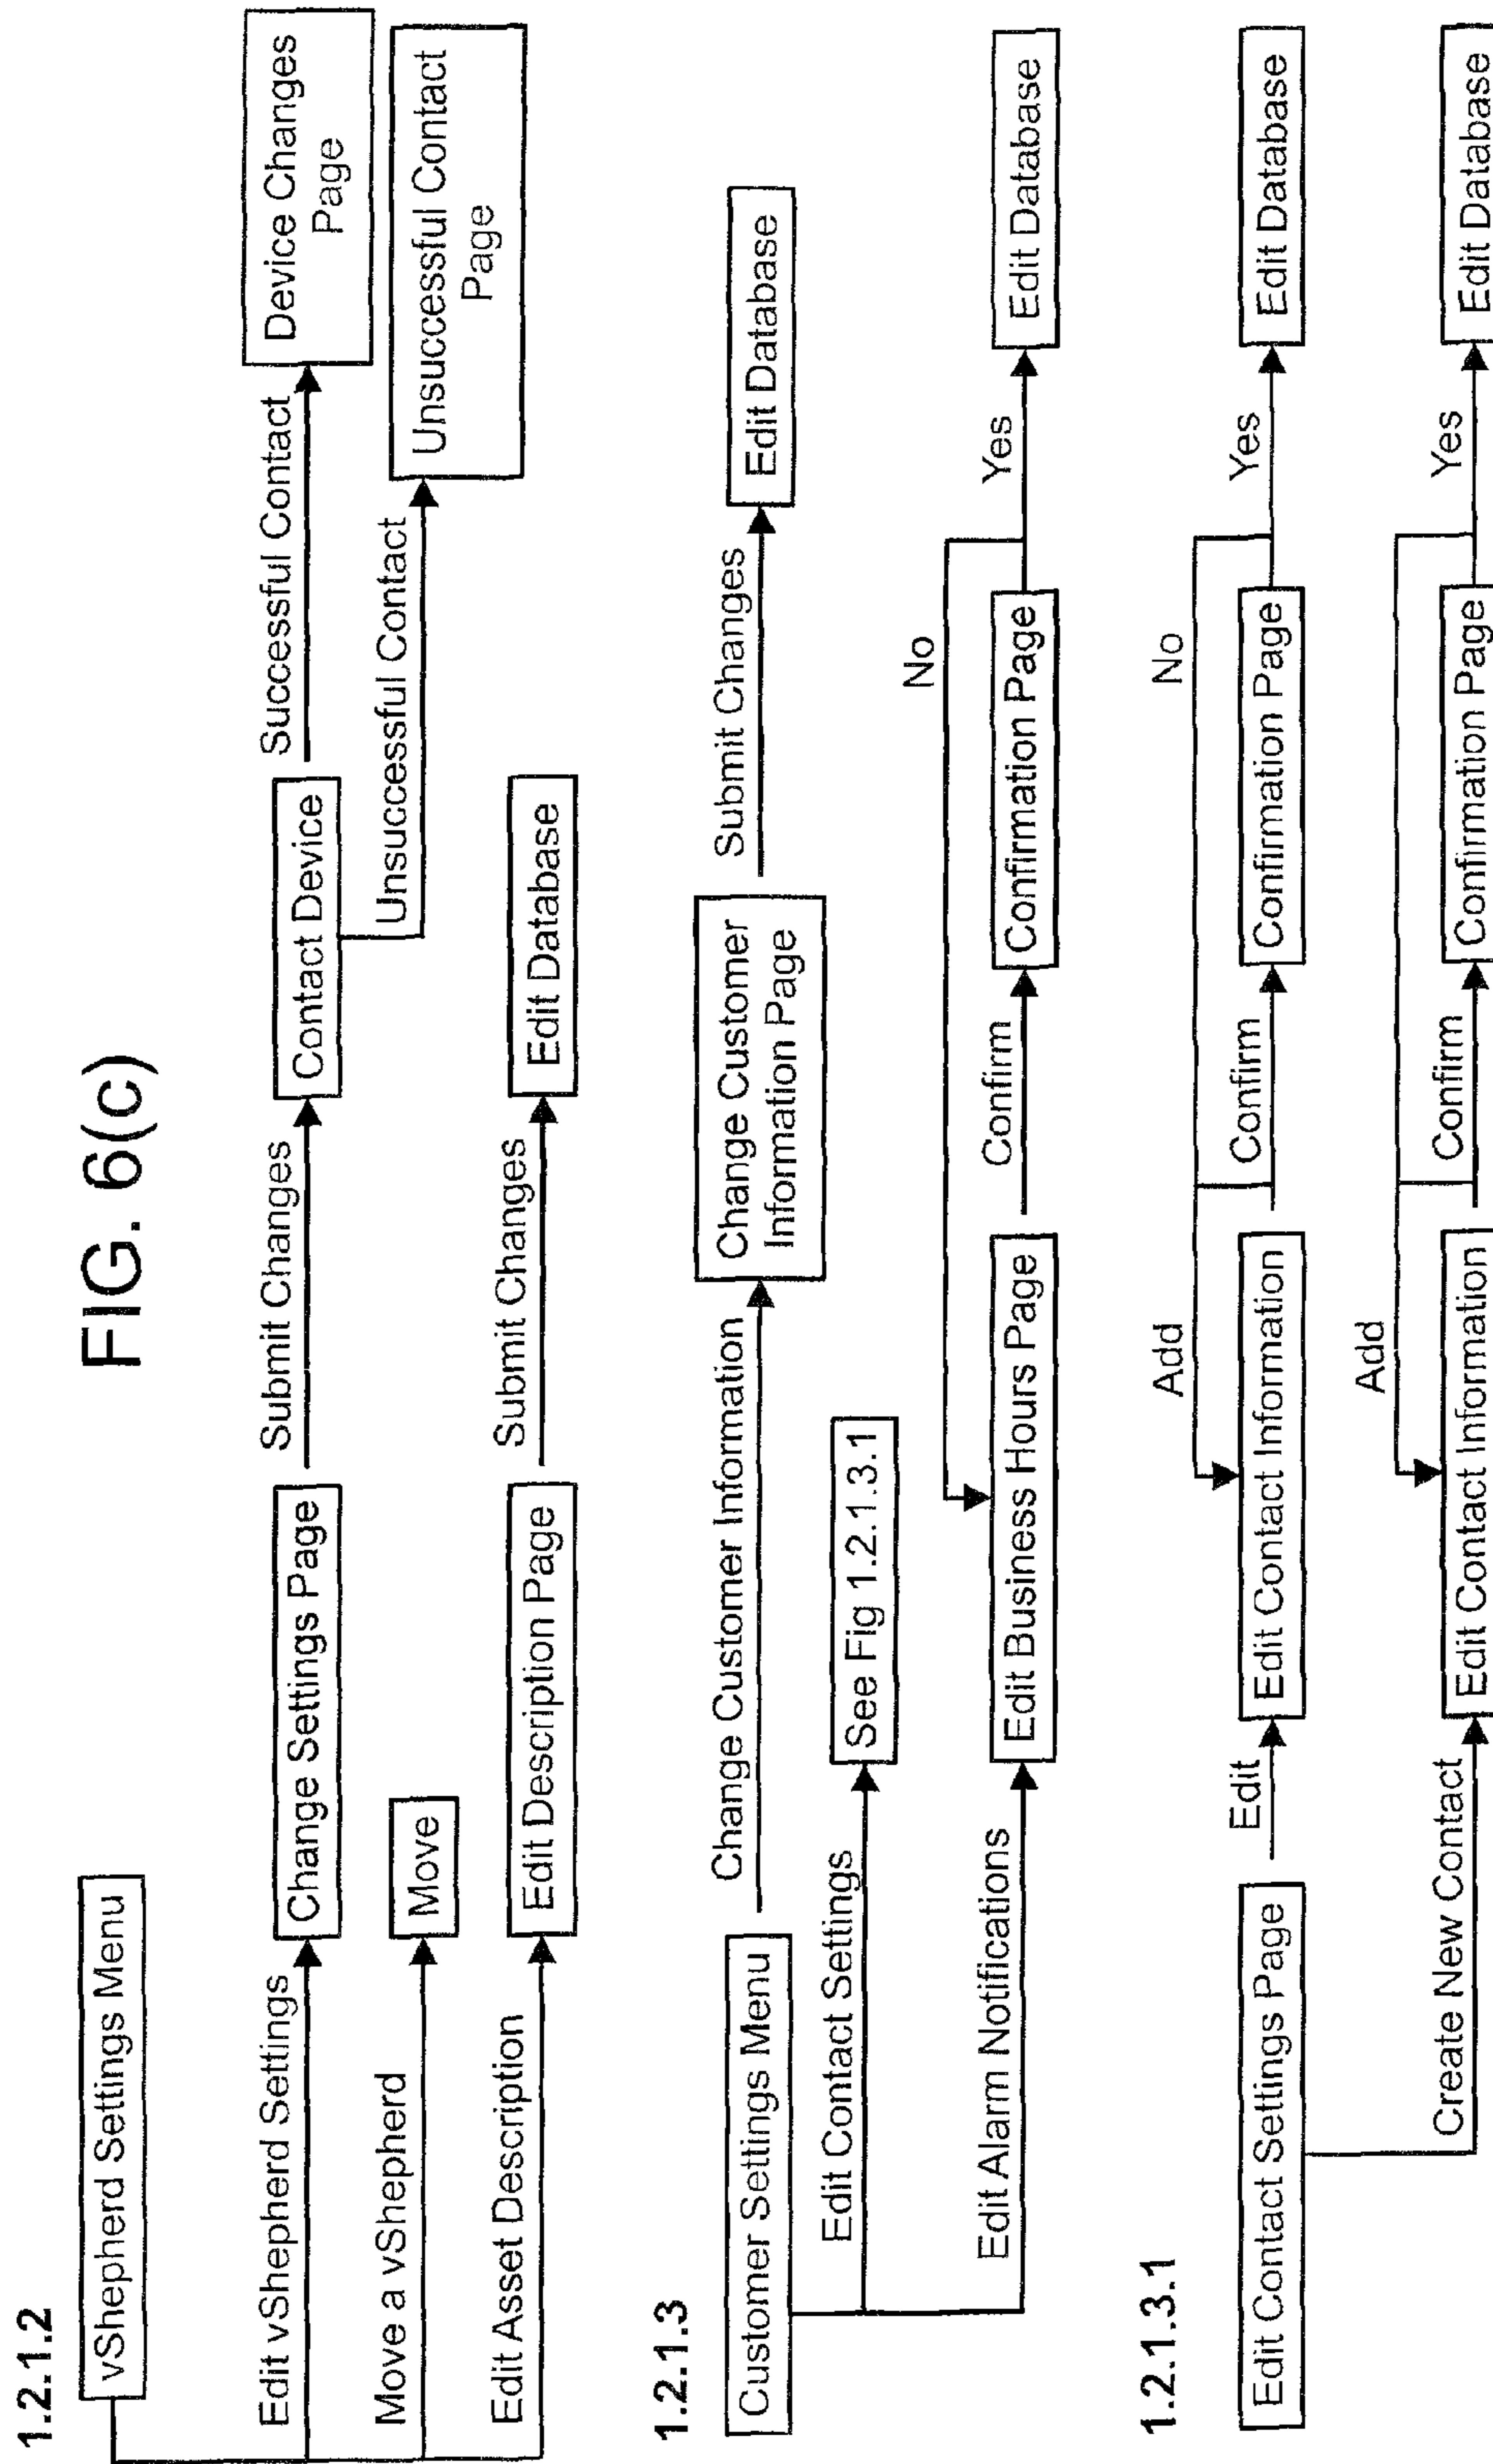 FIG. 6(c)
1.2.1.2
vShepherd Settings Menu
Edit vShepherd Settings
Change Settings Page
Submit Changes
Contact Device
Successful Contact
Device Changes
Page
Unsuccessful Contact
Unsuccessful Contact
Page
Move a vShepherd
Move
Edit Asset Description
Edit Description Page
Submit Changes
Edit Database
1.2.1.3
Customer Settings Menu
Change Customer Information
Change Customer
Information Page
Submit Changes
Edit Database
Edit Contact Settings
See Fig 1.2.1.3.1
Edit Alarm Notifications
Edit Business Hours Page
Confirm
Confirmation Page
No
Yes
Edit Database
1.2.1.3.1
Edit Contact Settings Page
Edit
Edit Contact Information
Add
Confirm
Confirmation Page
No
Yes
Edit Database
Create New Contact
Edit Contact Information
Add
Confirm
Confirmation Page
Yes
Edit Database